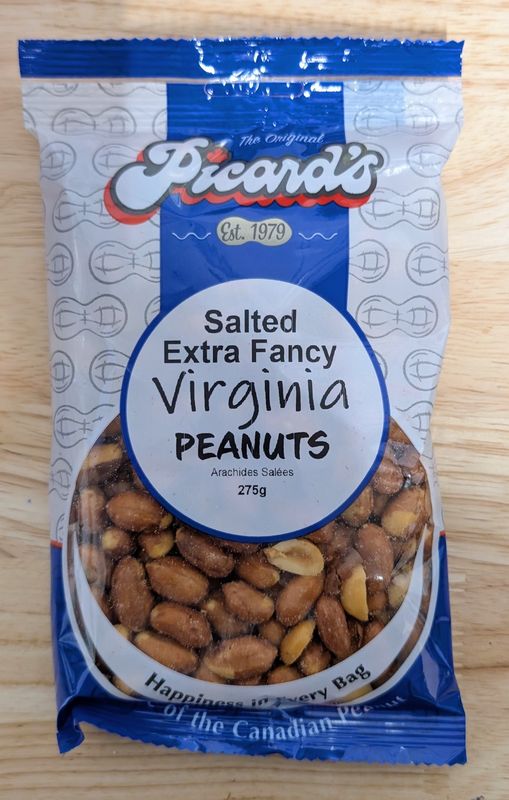 The Original
Picard's
Est. 1979
Salted
Extra Fancy
Virginia
PEANUTS
Arachides Salées
275g
Happiness in Every Bag
of the Canadian Peanut